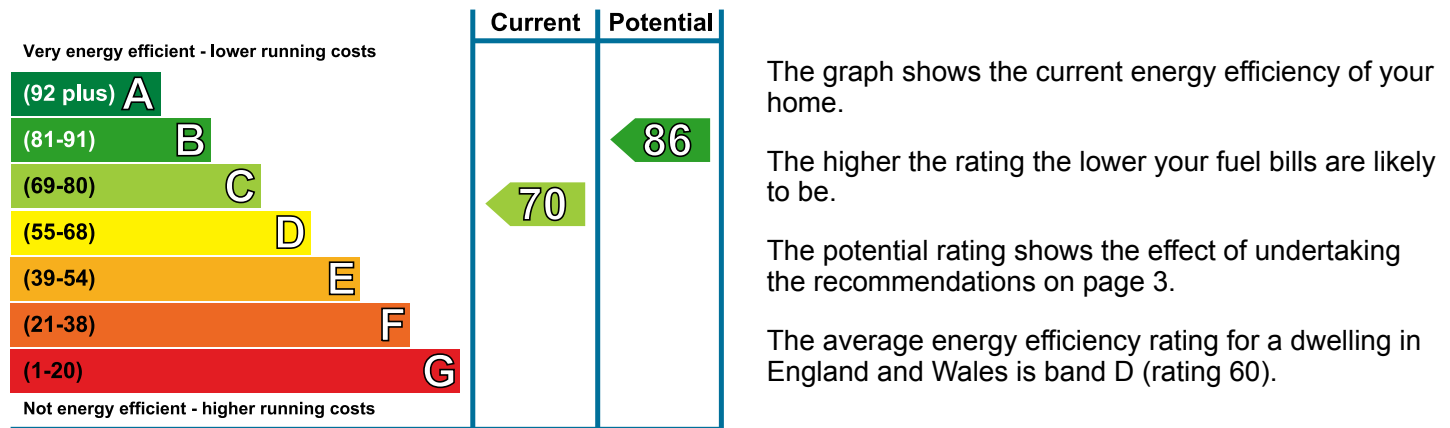 Current Potential
Very energy efficient - lower running costs
(92 plus) A
(81-91) B
86
(69-80) C
70
(55-68) D
(39-54) E
(21-38) F
(1-20) G
Not energy efficient - higher running costs
The graph shows the current energy efficiency of your
home.
The higher the rating the lower your fuel bills are likely
to be.
The potential rating shows the effect of undertaking
the recommendations on page 3.
The average energy efficiency rating for a dwelling in
England and Wales is band D (rating 60).